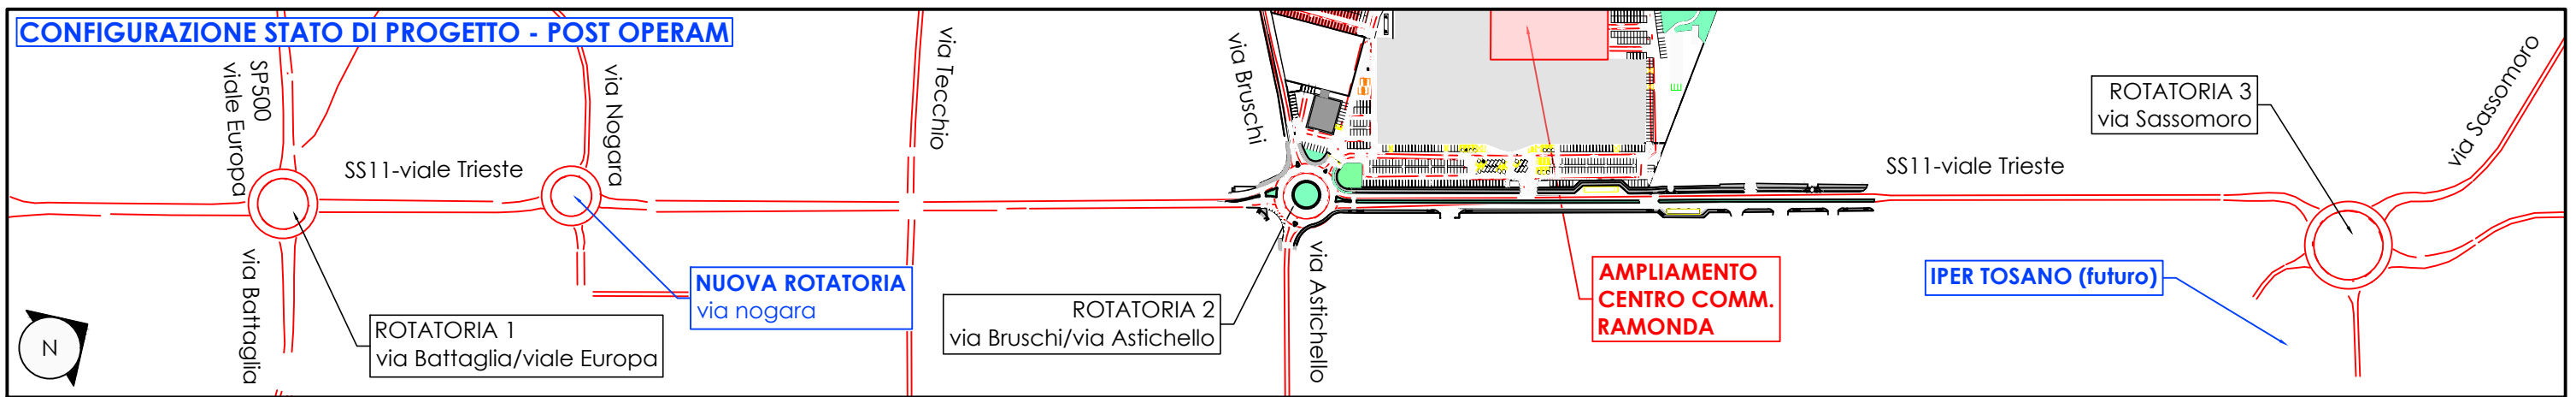 CONFIGURAZIONE STATO DI PROGETTO - POST OPERAM
SP500
viale Europa
via Nogara
via Tecchio
via Bruschi
SS11-viale Trieste
SS11-viale Trieste
ROTATORIA 3
via Sassomoro
via Sassomoro
via Battaglia
NUOVA ROTATORIA
via nogara
ROTATORIA 1
via Battaglia/viale Europa
ROTATORIA 2
via Bruschi/via Astichello
via Astichello
AMPLIAMENTO
CENTRO COMM.
RAMONDA
IPER TOSANO (futuro)
N